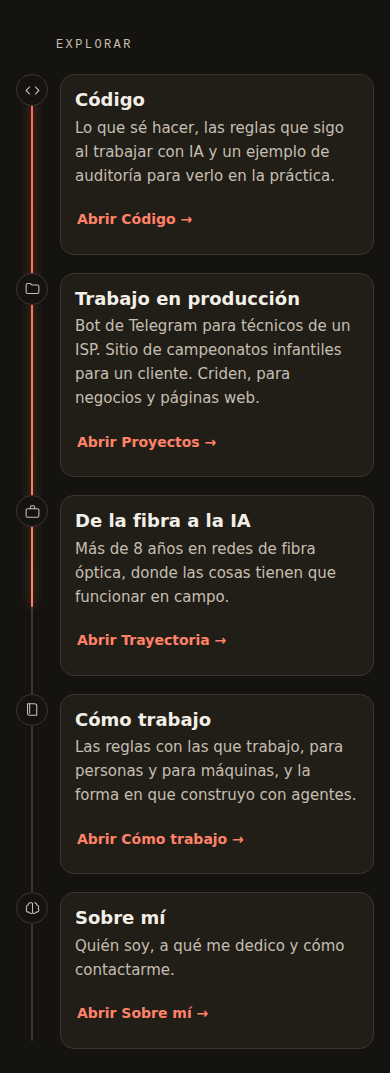 EXPLORAR
Código
Lo que sé hacer, las reglas que sigo
al trabajar con IA y un ejemplo de
auditoría para verlo en la práctica.
Abrir Código →
Trabajo en producción
Bot de Telegram para técnicos de un
ISP. Sitio de campeonatos infantiles
para un cliente. Criden, para
negocios y páginas web.
Abrir Proyectos →
De la fibra a la IA
Más de 8 años en redes de fibra
óptica, donde las cosas tienen que
funcionar en campo.
Abrir Trayectoria →
Cómo trabajo
Las reglas con las que trabajo, para
personas y para máquinas, y la
forma en que construyo con agentes.
Abrir Cómo trabajo →
Sobre mí
Quién soy, a qué me dedico y cómo
contactarme.
Abrir Sobre mí →